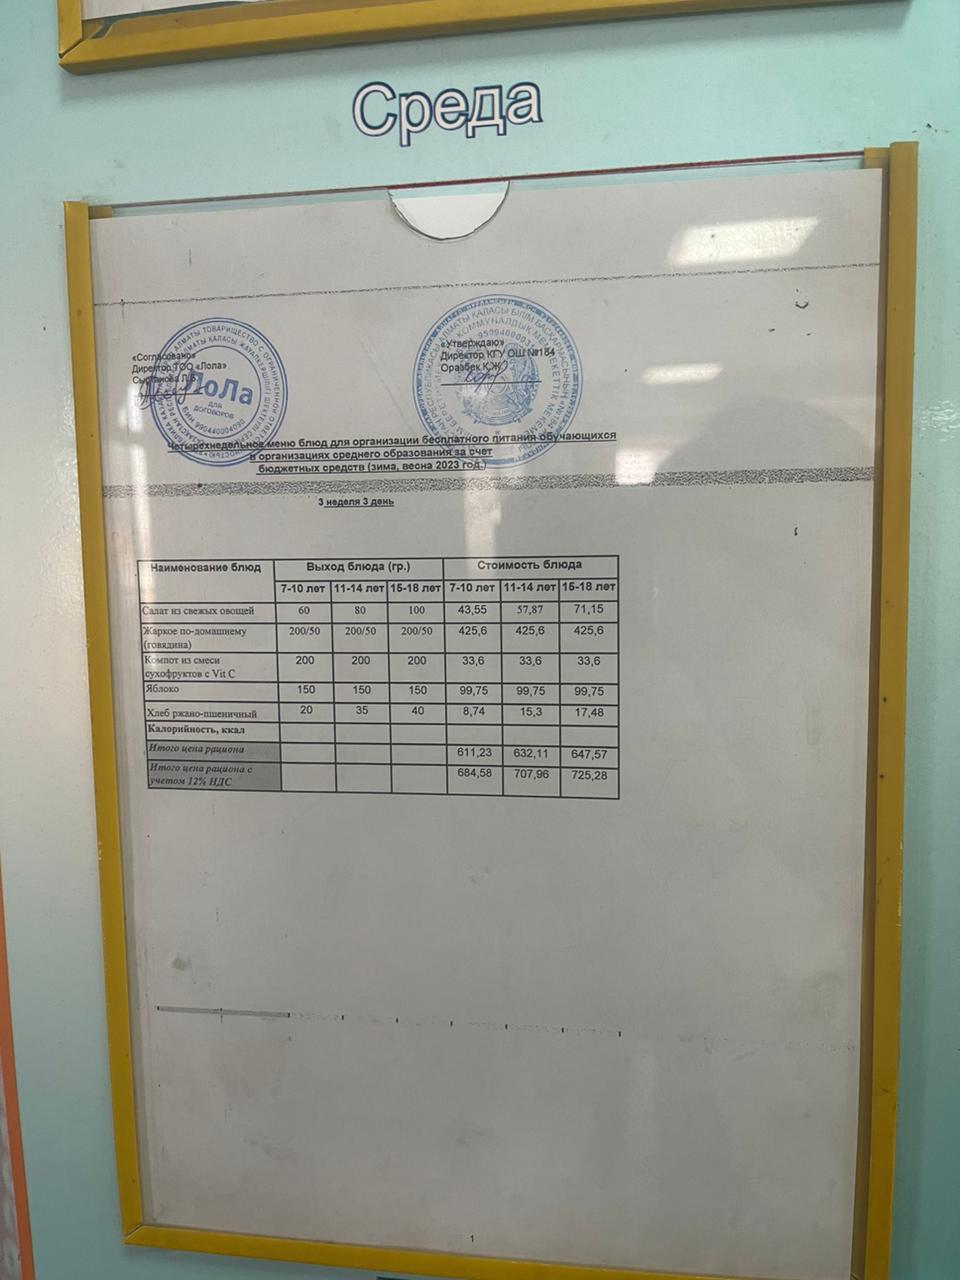 Среда
«Согласовано»
Директор ТОО «Лола»
ЛоЛа
ДЛЯ
ДОГОВОРОВ
БИН 990440004090
«Утверждаю»
Директор КГУ ОШ №184
Оразбек К.Ж.
Четырехнедельное меню блюд для организации бесплатного питания обучающихся
в организациях среднего образования за счет
бюджетных средств (зима, весна 2023 год.)
3 неделя 3 день
Наименование блюд Выход блюда (гр.) Стоимость блюда
7-10 лет 11-14 лет 15-18 лет 7-10 лет 11-14 лет 15-18 лет
Салат из свежых овощей 60 80 100 43,55 57,87 71,15
Жаркое по-домашнему 200/50 200/50 200/50 425,6 425,6 425,6
(говядина)
Компот из смеси 200 200 200 33,6 33,6 33,6
сухофруктов с Vit C
Яблоко 150 150 150 99,75 99,75 99,75
Хлеб ржано-пшеничный 20 35 40 8,74 15,3 17,48
Калорийность, ккал
Итого цена рациона 611,23 632,11 647,57
Итого цена рациона с 684,58 707,96 725,28
учетом 12% НДС
1